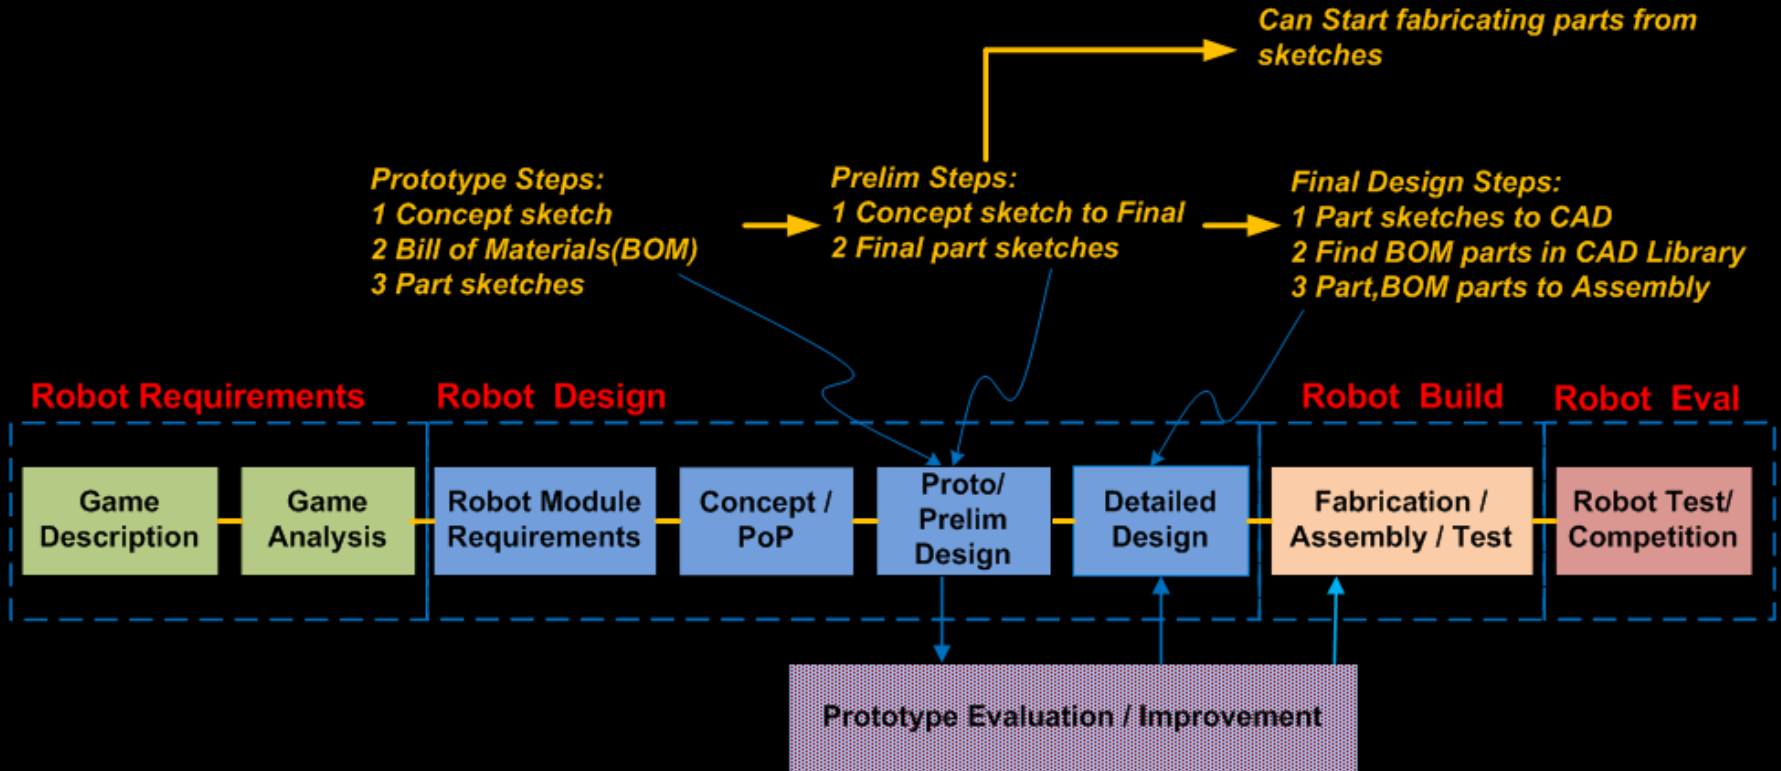 Can Start fabricating parts from
sketches
Prototype Steps:
1 Concept sketch
2 Bill of Materials(BOM)
3 Part sketches
Prelim Steps:
1 Concept sketch to Final
2 Final part sketches
Final Design Steps:
1 Part sketches to CAD
2 Find BOM parts in CAD Library
3 Part,BOM parts to Assembly
Robot Requirements
Robot Design
Robot Build
Robot Eval
Game
Description
Game
Analysis
Robot Module
Requirements
Concept /
PoP
Proto/
Prelim
Design
Detailed
Design
Fabrication /
Assembly / Test
Robot Test/
Competition
Prototype Evaluation / Improvement